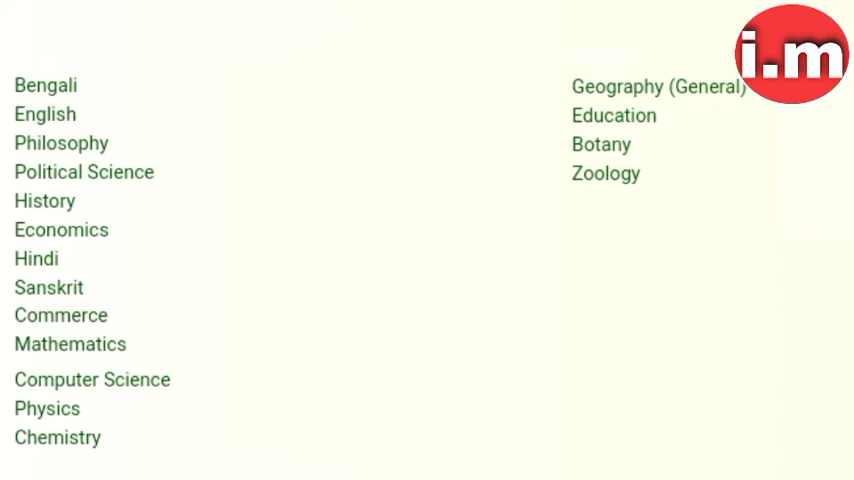 i.m
Bengali
English
Philosophy
Political Science
History
Economics
Hindi
Sanskrit
Commerce
Mathematics
Computer Science
Physics
Chemistry
Geography (General)
Education
Botany
Zoology